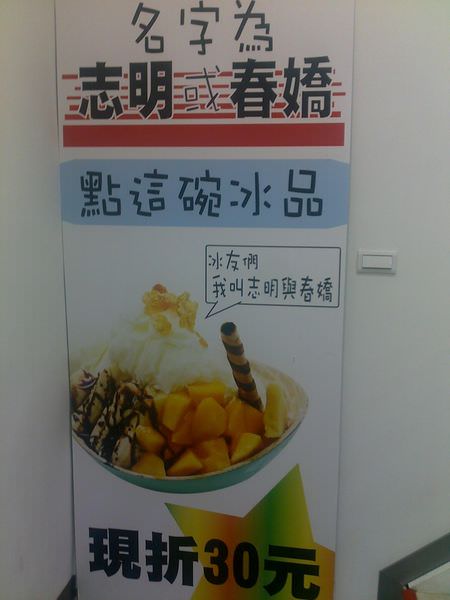 名字為
志明或春嬌
點這碗冰品
冰友們
我叫志明與春嬌
現折30元